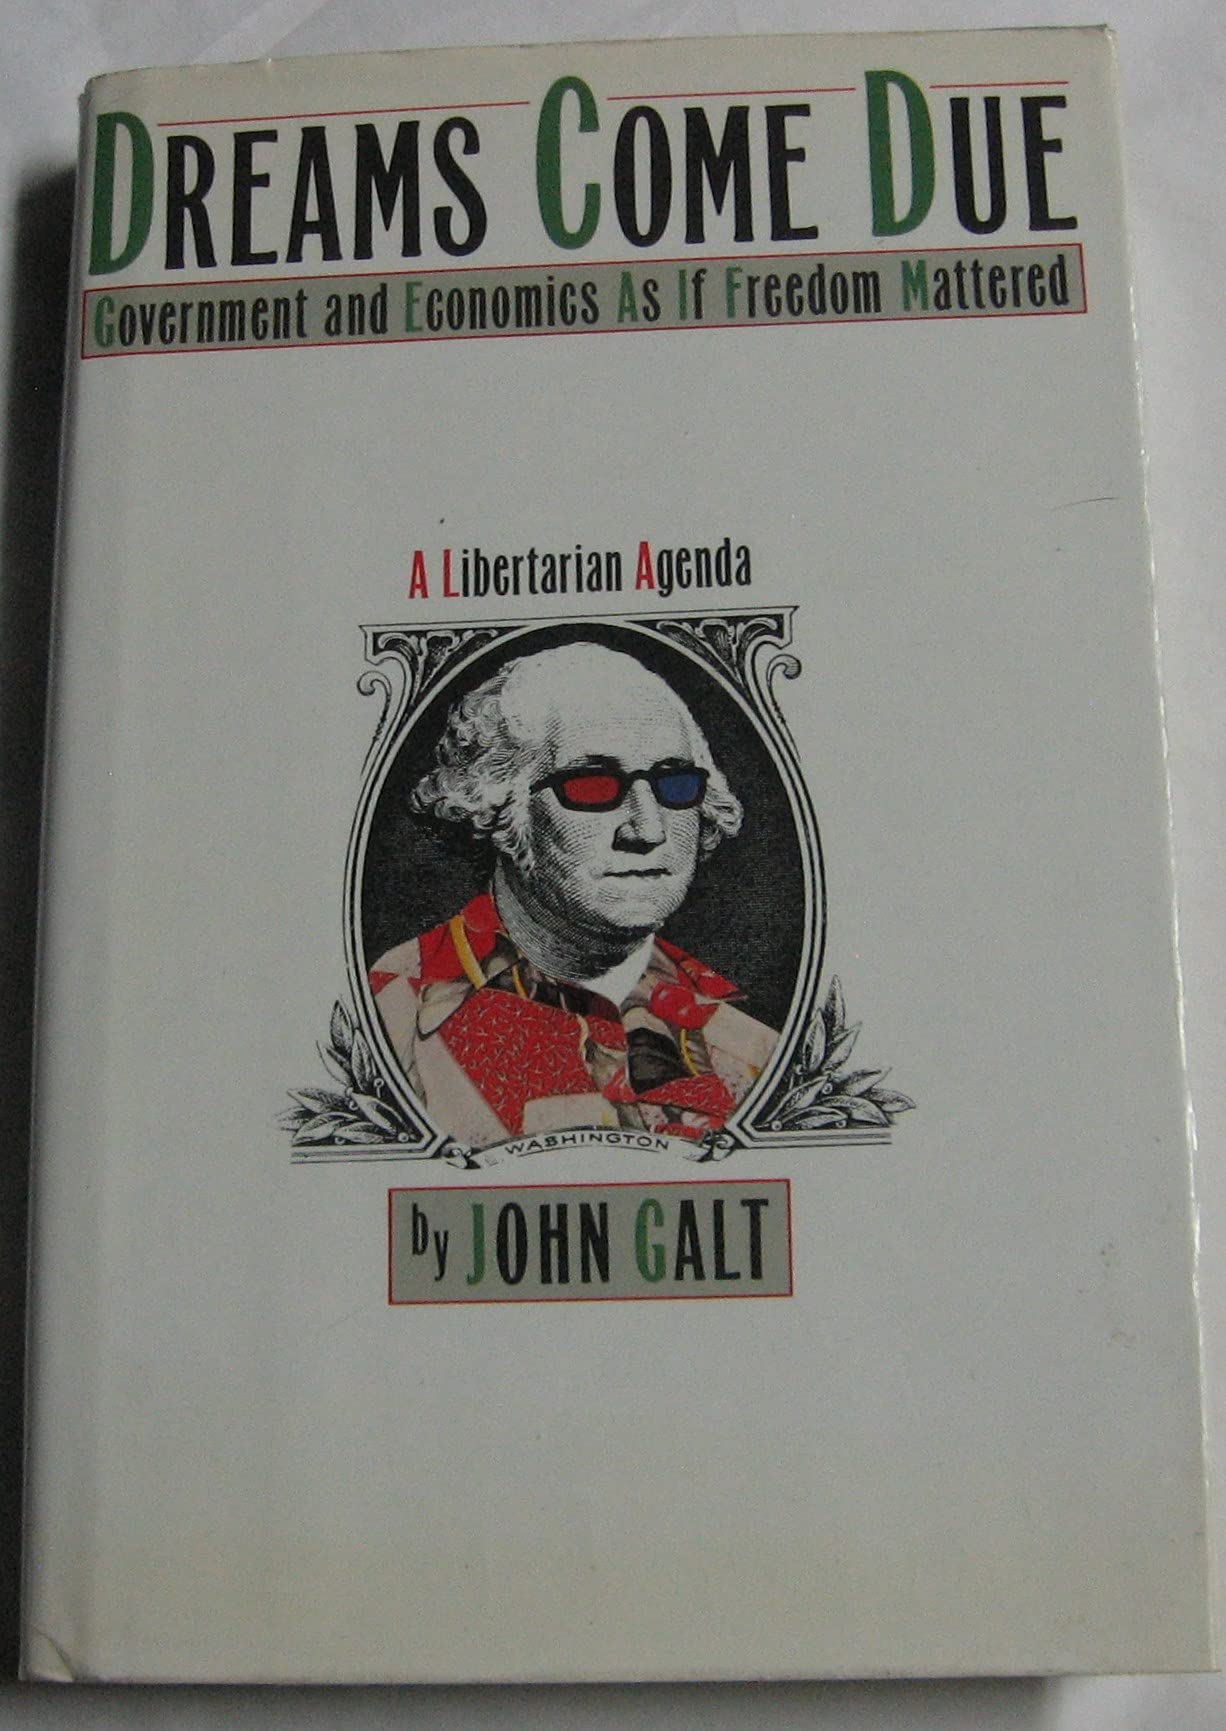 DREAMS COME DUE
Government and Economics As If Freedom Mattered
A Libertarian Agenda
WASHINGTON
by JOHN GALT